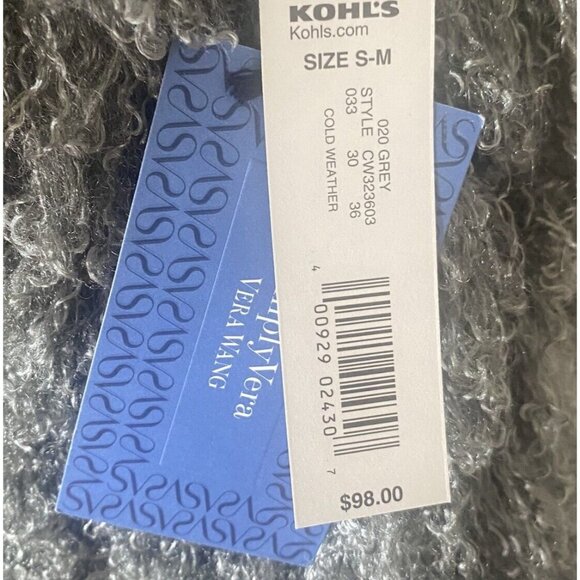 KOHL'S
Kohls.com
SIZE S-M
020 GREY
STYLE CW323603
033 30 36
COLD WEATHER
4 00929 02430 7
$98.00
mplyVera
VERA WANG